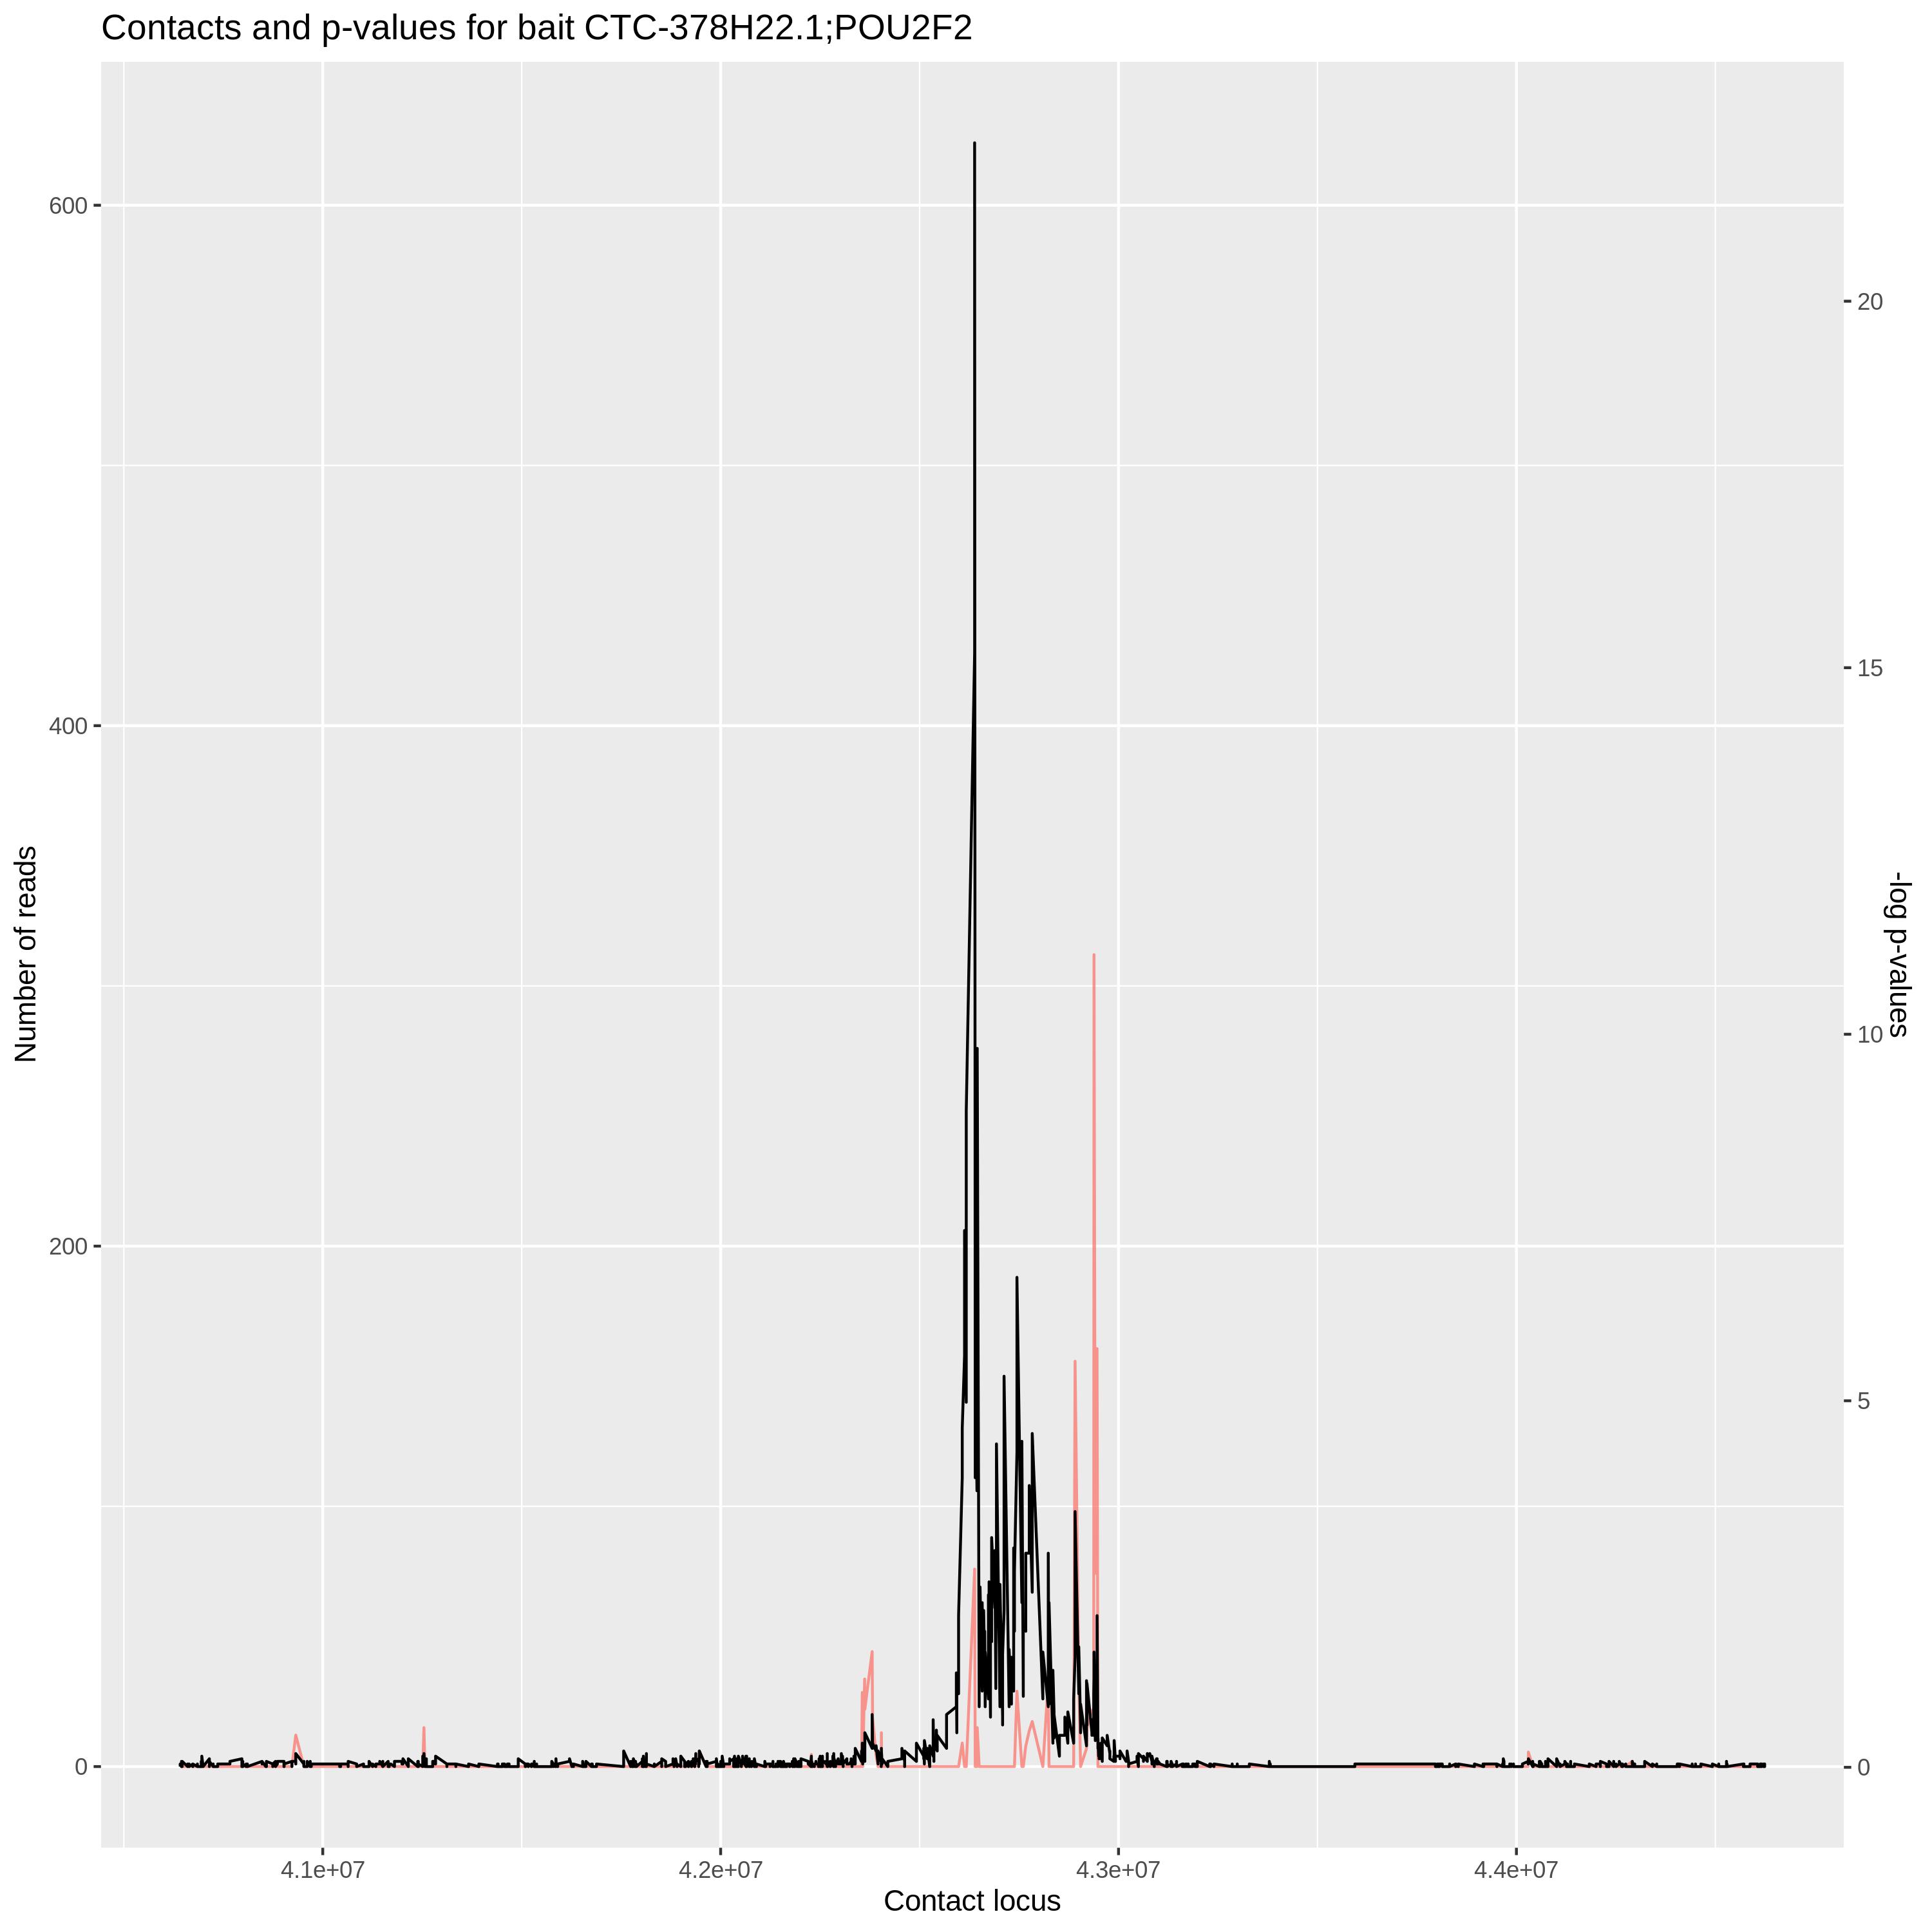 Contacts and p-values for bait CTC-378H22.1;POU2F2
600
400
200
0
Number of reads
20
15
10
5
0
-log p-values
4.1e+07
4.2e+07
4.3e+07
4.4e+07
Contact locus